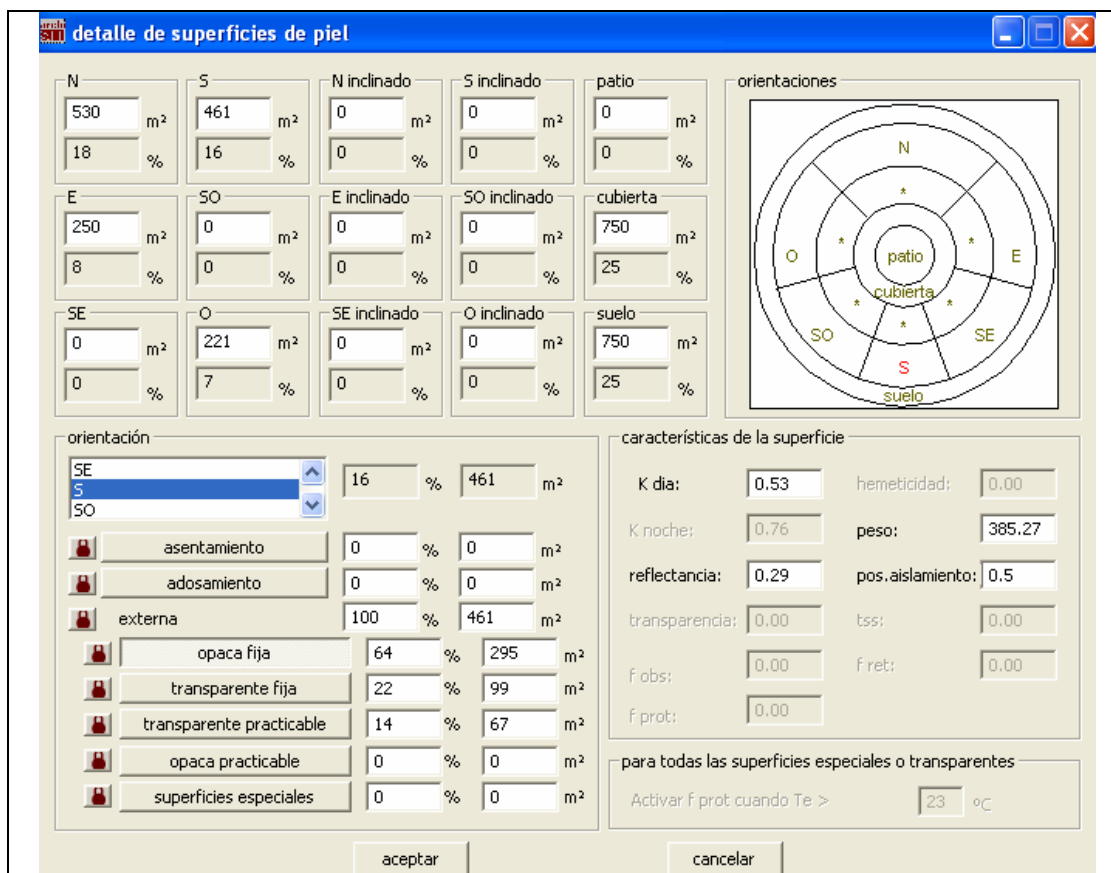 archi
sun
detalle de superficies de piel
N
530 m²
18 %
S
461 m²
16 %
N inclinado
0 m²
0 %
S inclinado
0 m²
0 %
patio
0 m²
0 %
E
250 m²
8 %
SO
0 m²
0 %
E inclinado
0 m²
0 %
SO inclinado
0 m²
0 %
cubierta
750 m²
25 %
SE
0 m²
0 %
O
221 m²
7 %
SE inclinado
0 m²
0 %
O inclinado
0 m²
0 %
suelo
750 m²
25 %
orientaciones
N
*
O * patio * E
cubierta
* *
SO * SE
S
suelo
orientación
SE
S
SO
16 % 461 m²
asentamiento 0 % 0 m²
adosamiento 0 % 0 m²
externa 100 % 461 m²
opaca fija 64 % 295 m²
transparente fija 22 % 99 m²
transparente practicable 14 % 67 m²
opaca practicable 0 % 0 m²
superficies especiales 0 % 0 m²
características de la superficie
K dia: 0.53 hemeticidad: 0.00
K noche: 0.76 peso: 385.27
reflectancia: 0.29 pos.aislamiento: 0.5
transparencia: 0.00 tss: 0.00
f obs: 0.00 f ret: 0.00
f prot: 0.00
para todas las superficies especiales o transparentes
Activar f prot cuando Te > 23 ºC
aceptar cancelar